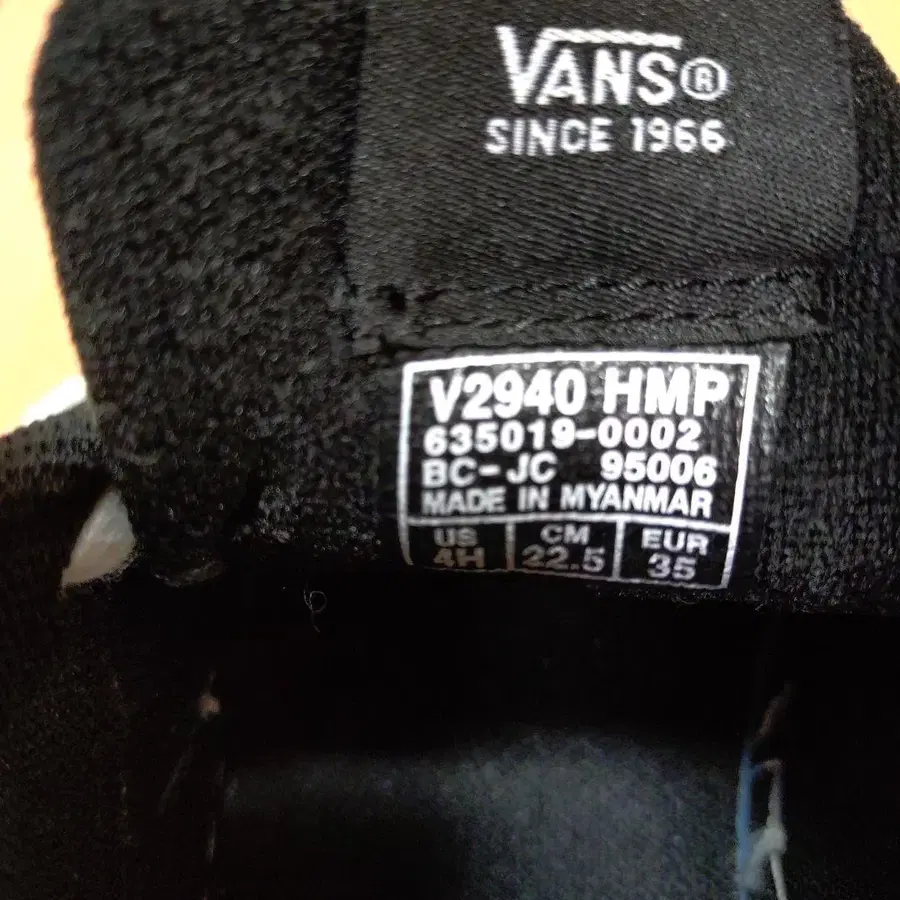 VANS®
SINCE 1966
V2940 HMP
635019-0002
BC-JC 95006
MADE IN MYANMAR
US CM EUR
4H 22.5 35